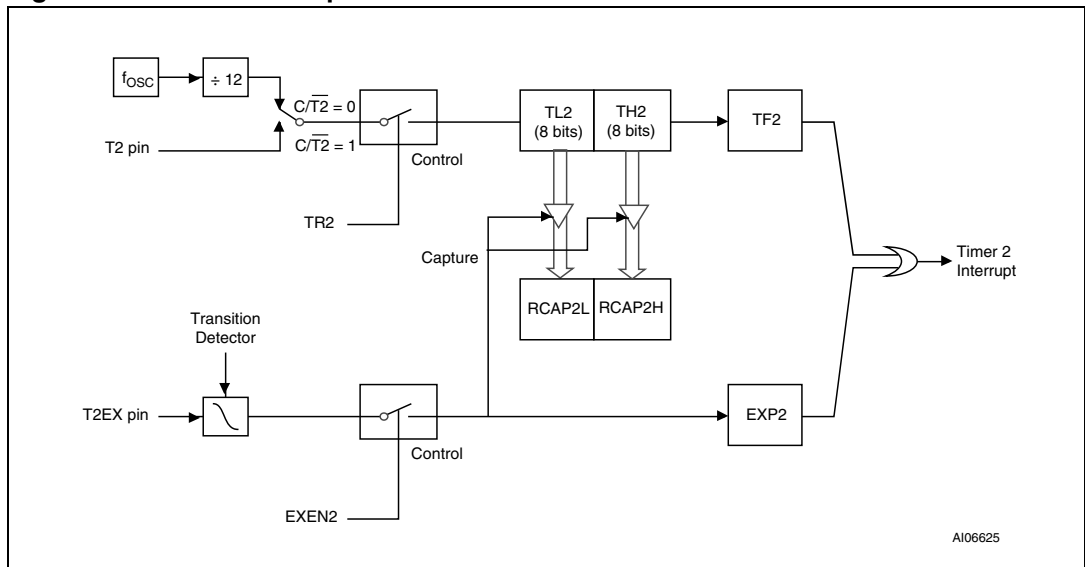 fOSC
÷ 12
C/T2 = 0
C/T2 = 1
T2 pin
Control
TR2
TL2
(8 bits)
TH2
(8 bits)
TF2
Capture
RCAP2L
RCAP2H
Timer 2
Interrupt
Transition
Detector
T2EX pin
Control
EXEN2
EXP2
AI06625